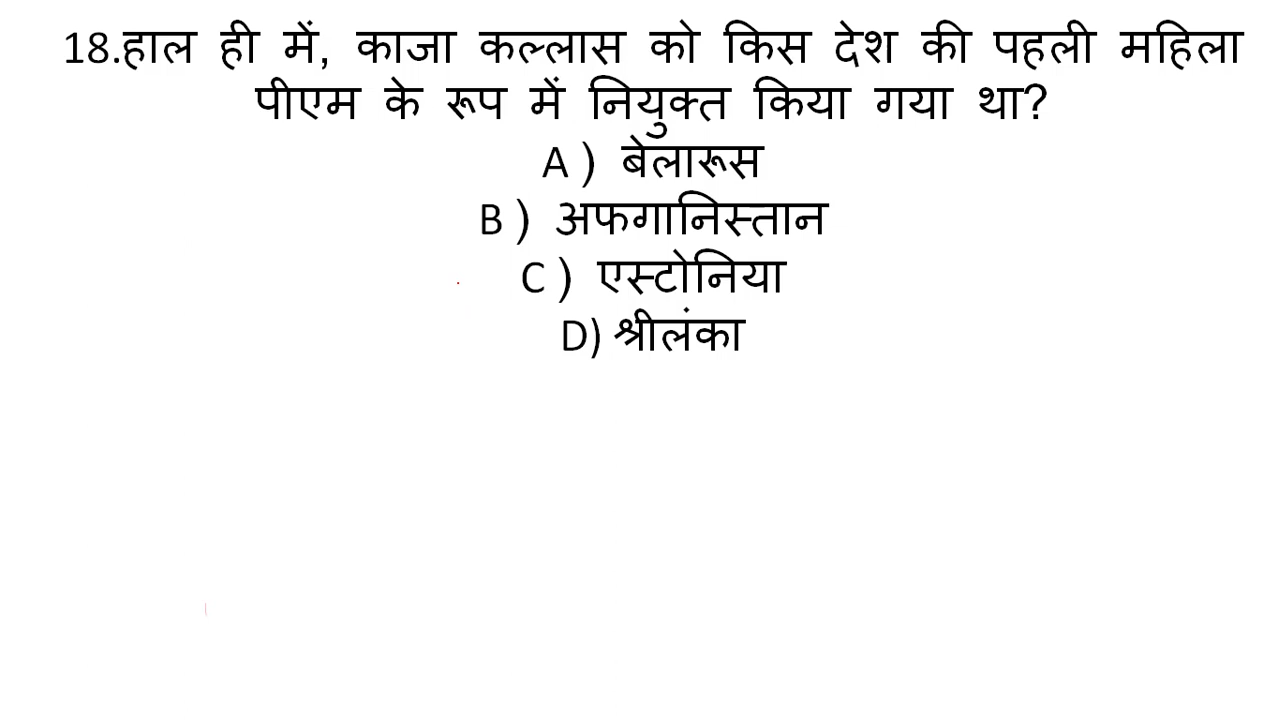 18.हाल ही में, काजा कल्लास को किस देश की पहली महिला
पीएम के रूप में नियुक्त किया गया था?
A ) बेलारूस
B ) अफगानिस्तान
C ) एस्टोनिया
D) श्रीलंका